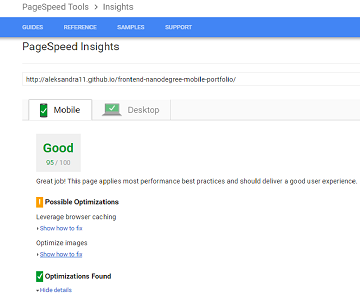 PageSpeed Tools > Insights
GUIDES REFERENCE SAMPLES SUPPORT
PageSpeed Insights
http://aleksandra11.github.io/frontend-nanodegree-mobile-portfolio/
Mobile Desktop
Good
95 / 100
Great job! This page applies most performance best practices and should deliver a good user experience.
! Possible Optimizations
Leverage browser caching
Show how to fix
Optimize images
Show how to fix
Optimizations Found
Hide details